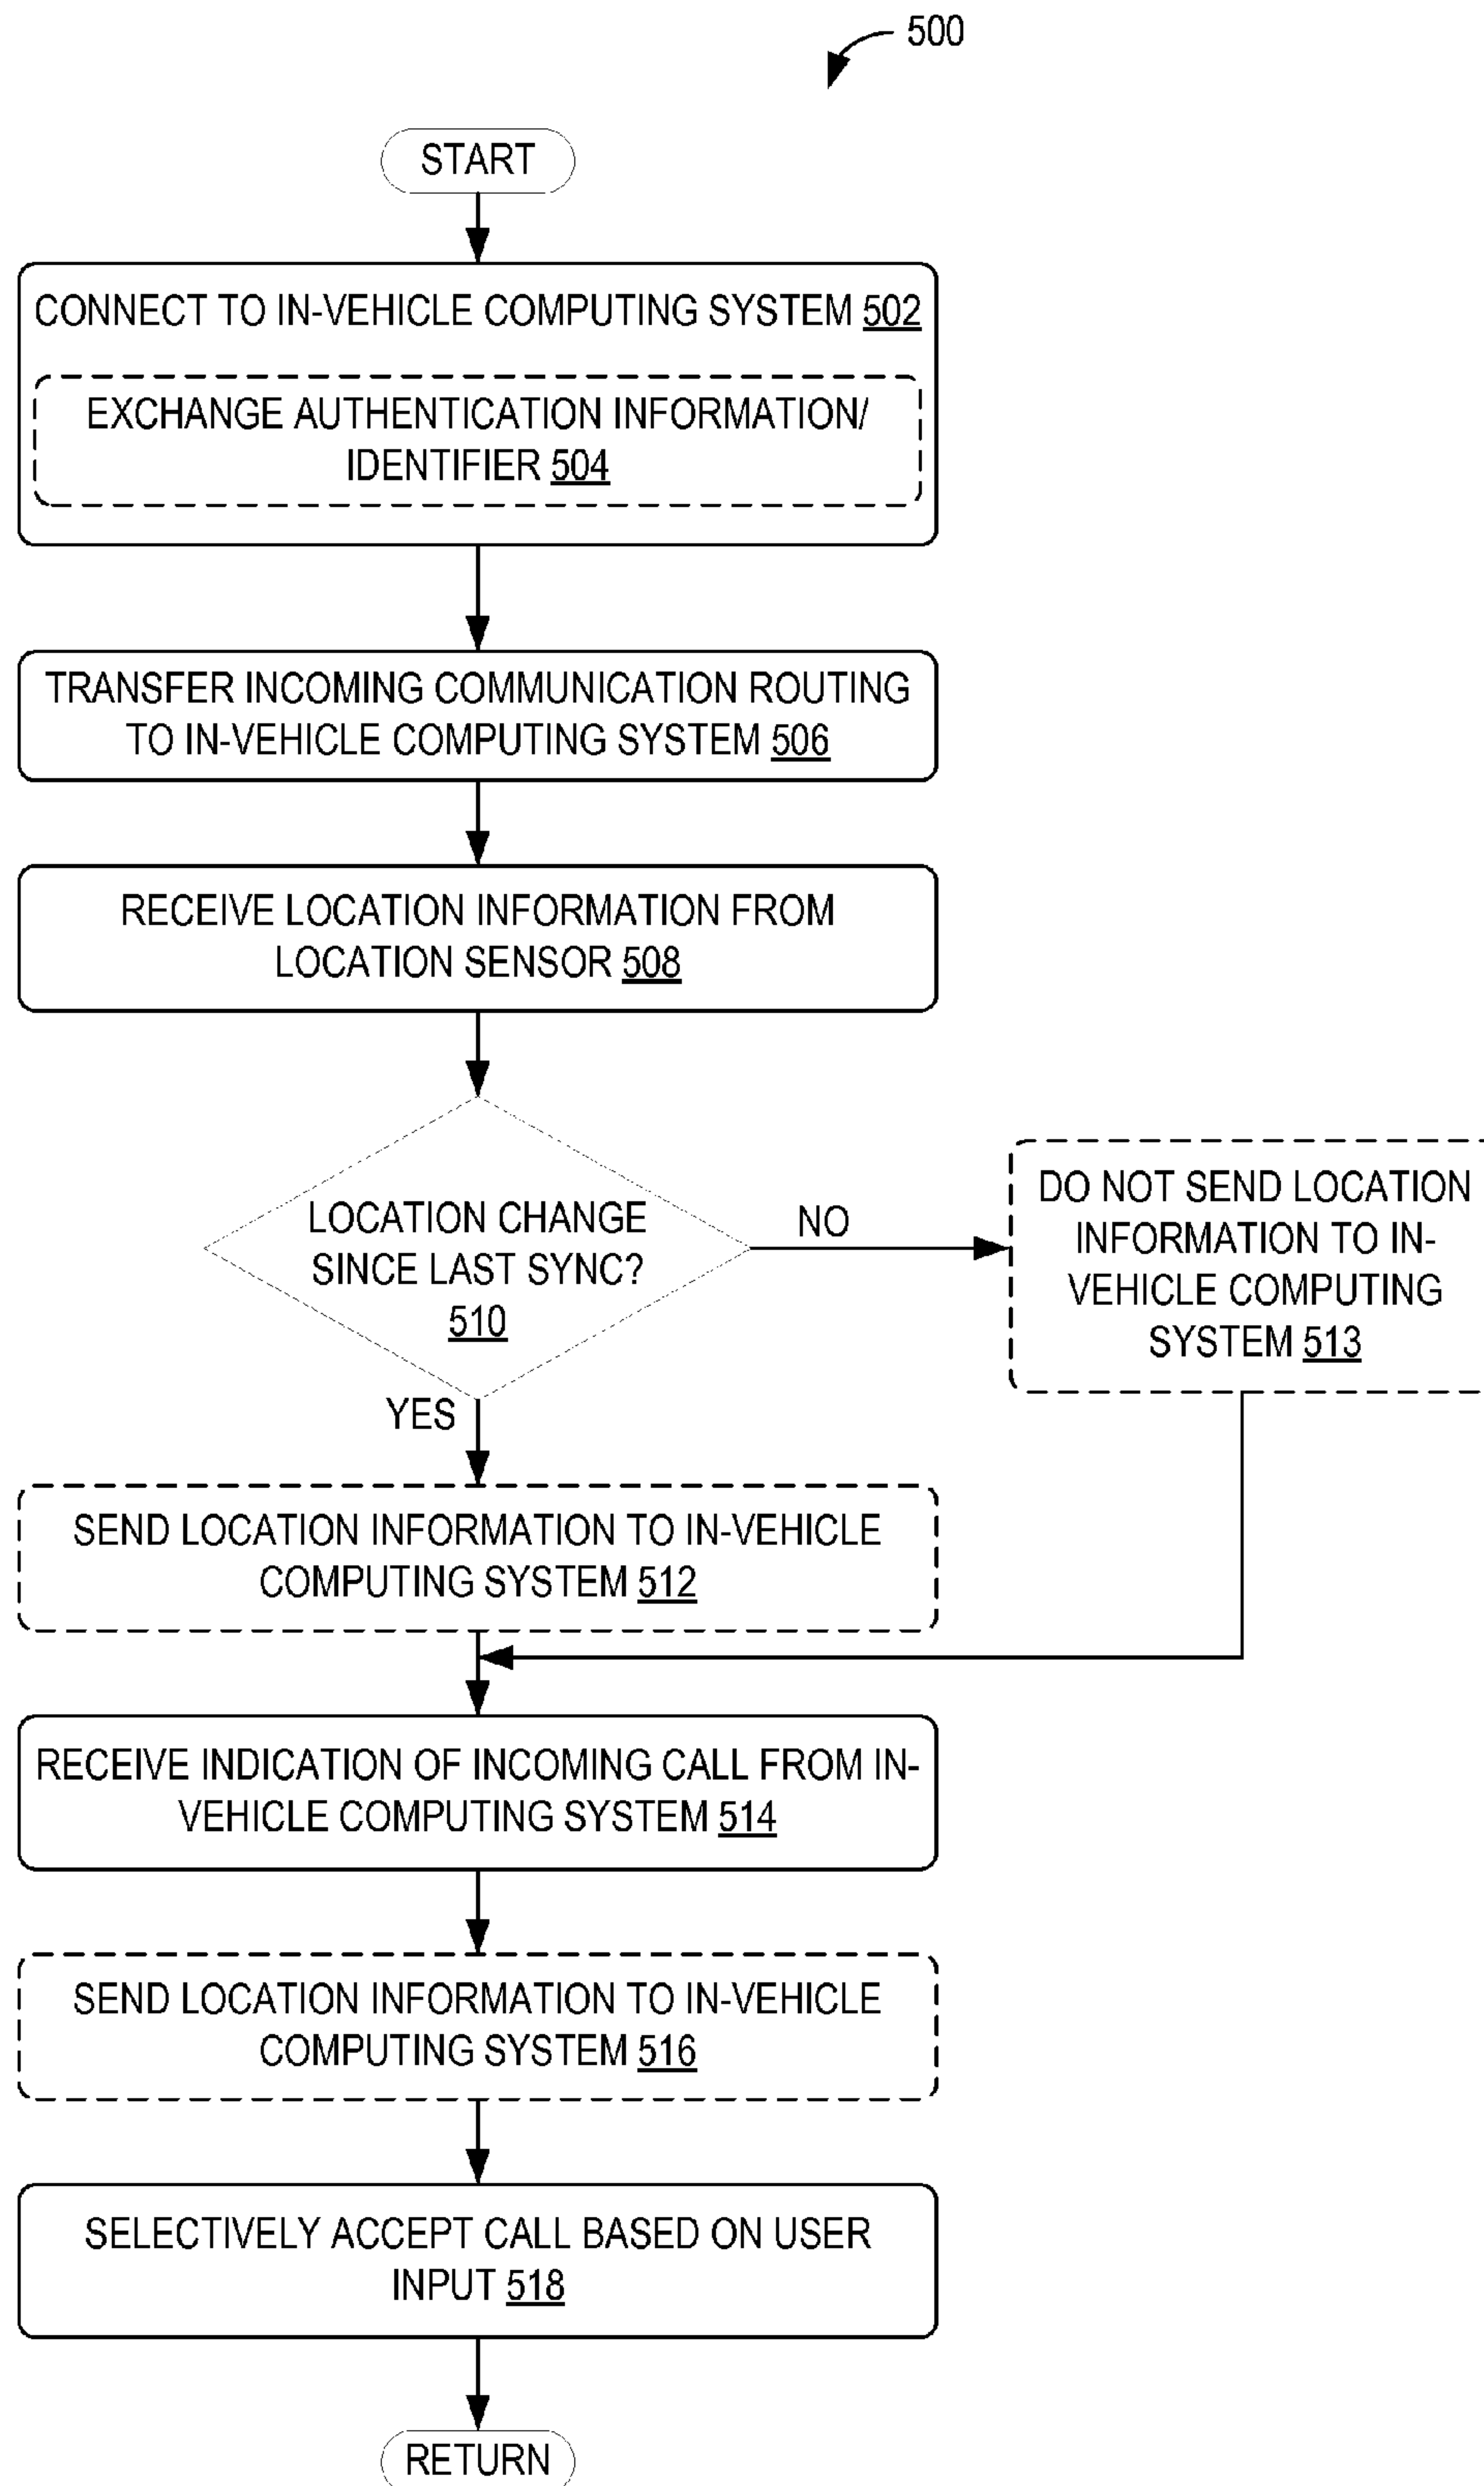 500
START
CONNECT TO IN-VEHICLE COMPUTING SYSTEM 502
EXCHANGE AUTHENTICATION INFORMATION/
IDENTIFIER 504
TRANSFER INCOMING COMMUNICATION ROUTING
TO IN-VEHICLE COMPUTING SYSTEM 506
RECEIVE LOCATION INFORMATION FROM
LOCATION SENSOR 508
LOCATION CHANGE
SINCE LAST SYNC?
510
NO
DO NOT SEND LOCATION
INFORMATION TO IN-
VEHICLE COMPUTING
SYSTEM 513
YES
SEND LOCATION INFORMATION TO IN-VEHICLE
COMPUTING SYSTEM 512
RECEIVE INDICATION OF INCOMING CALL FROM IN-
VEHICLE COMPUTING SYSTEM 514
SEND LOCATION INFORMATION TO IN-VEHICLE
COMPUTING SYSTEM 516
SELECTIVELY ACCEPT CALL BASED ON USER
INPUT 518
RETURN